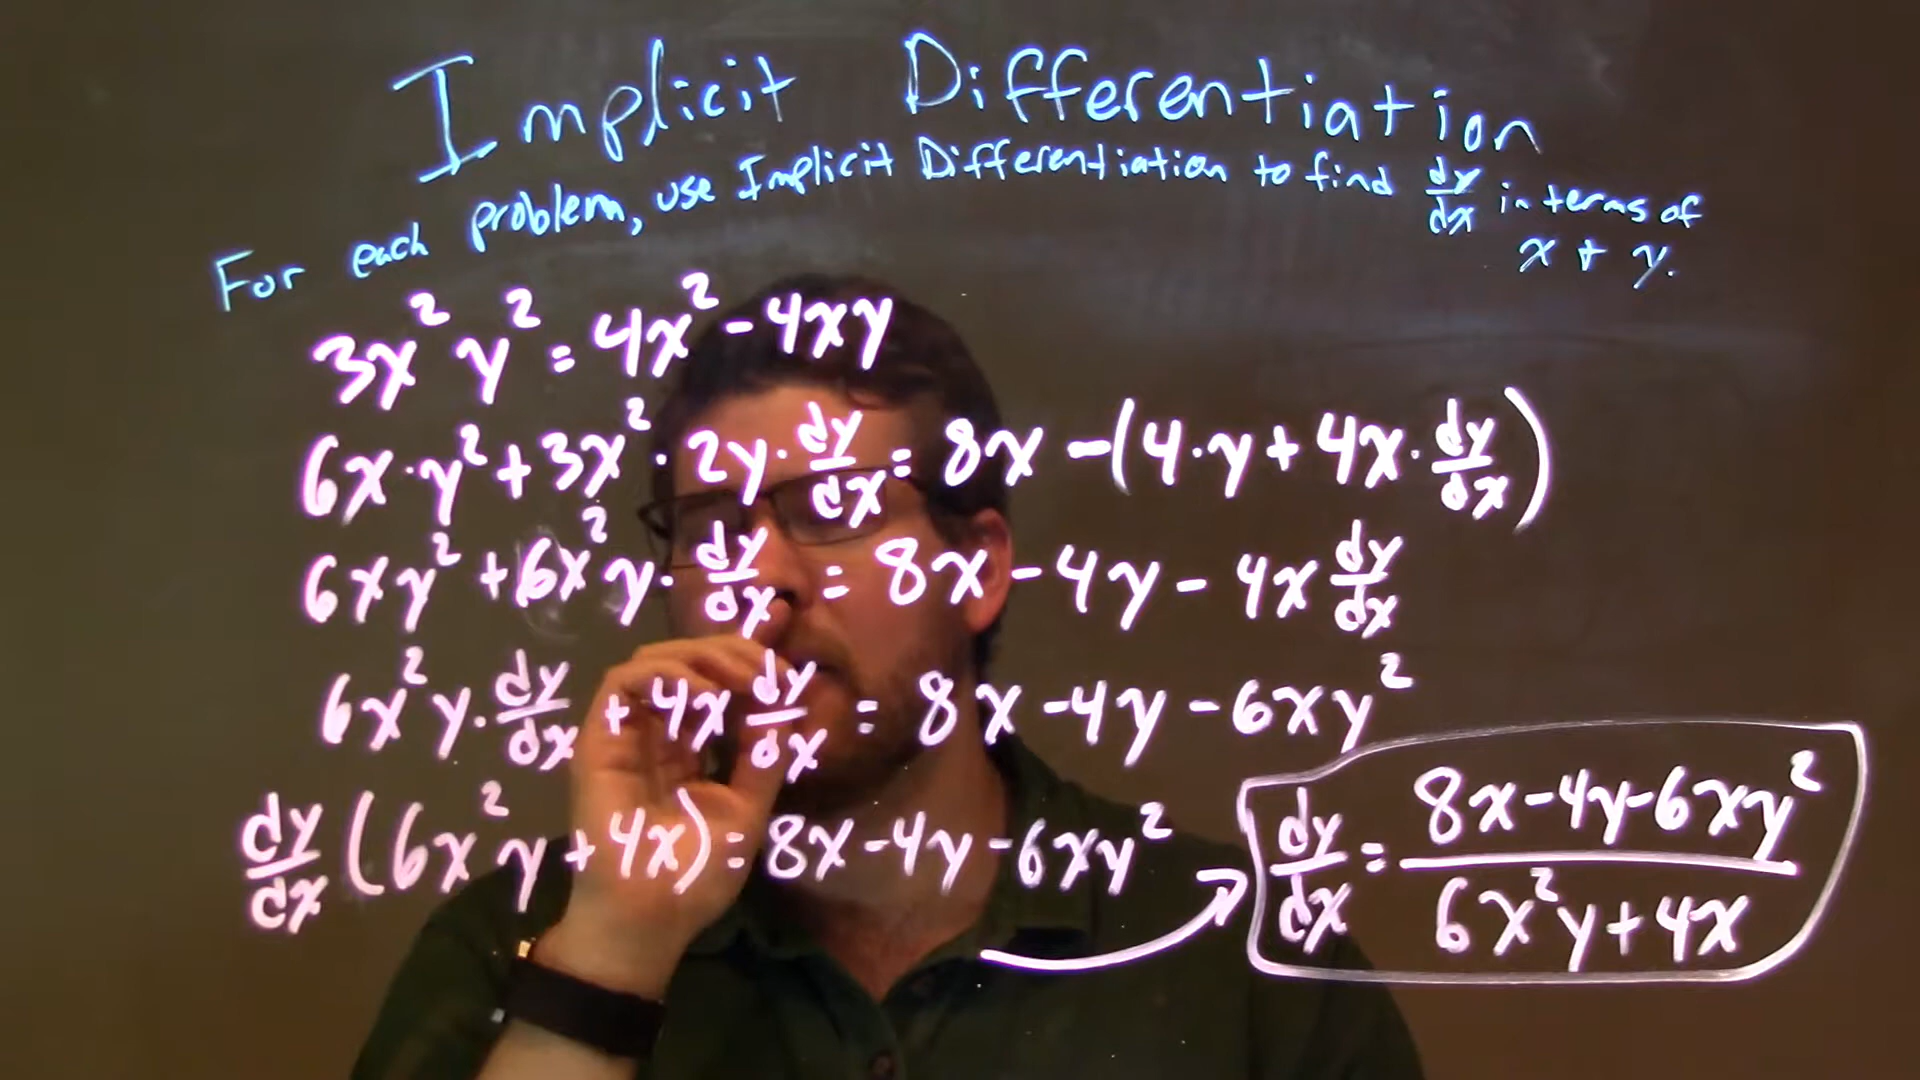 Implicit Differentiation
For each problem, use Implicit Differentiation to find dy/dx in terms of
x + y.
3x² y² = 4x² - 4xy
6x · y² + 3x² · 2y · dy/dx = 8x - (4 · y + 4x · dy/dx)
6xy² + 6x²y · dy/dx = 8x - 4y - 4x dy/dx
6x²y · dy/dx + 4x dy/dx = 8x - 4y - 6xy²
dy/dx (6x²y + 4x) = 8x - 4y - 6xy²
dy/dx = (8x - 4y - 6xy²)/(6x²y + 4x)